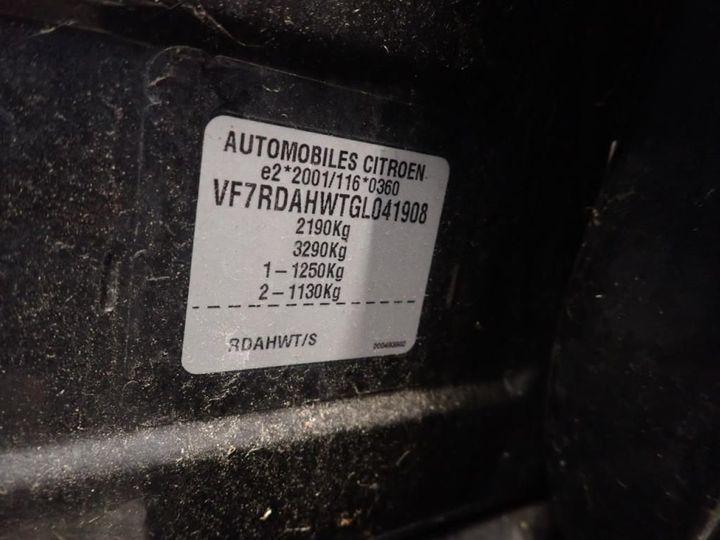 AUTOMOBILES CITROEN
e2*2001/116*0360
VF7RDAHWTGL041908
2190Kg
3290Kg
1-1250Kg
2-1130Kg
RDAHWT/S